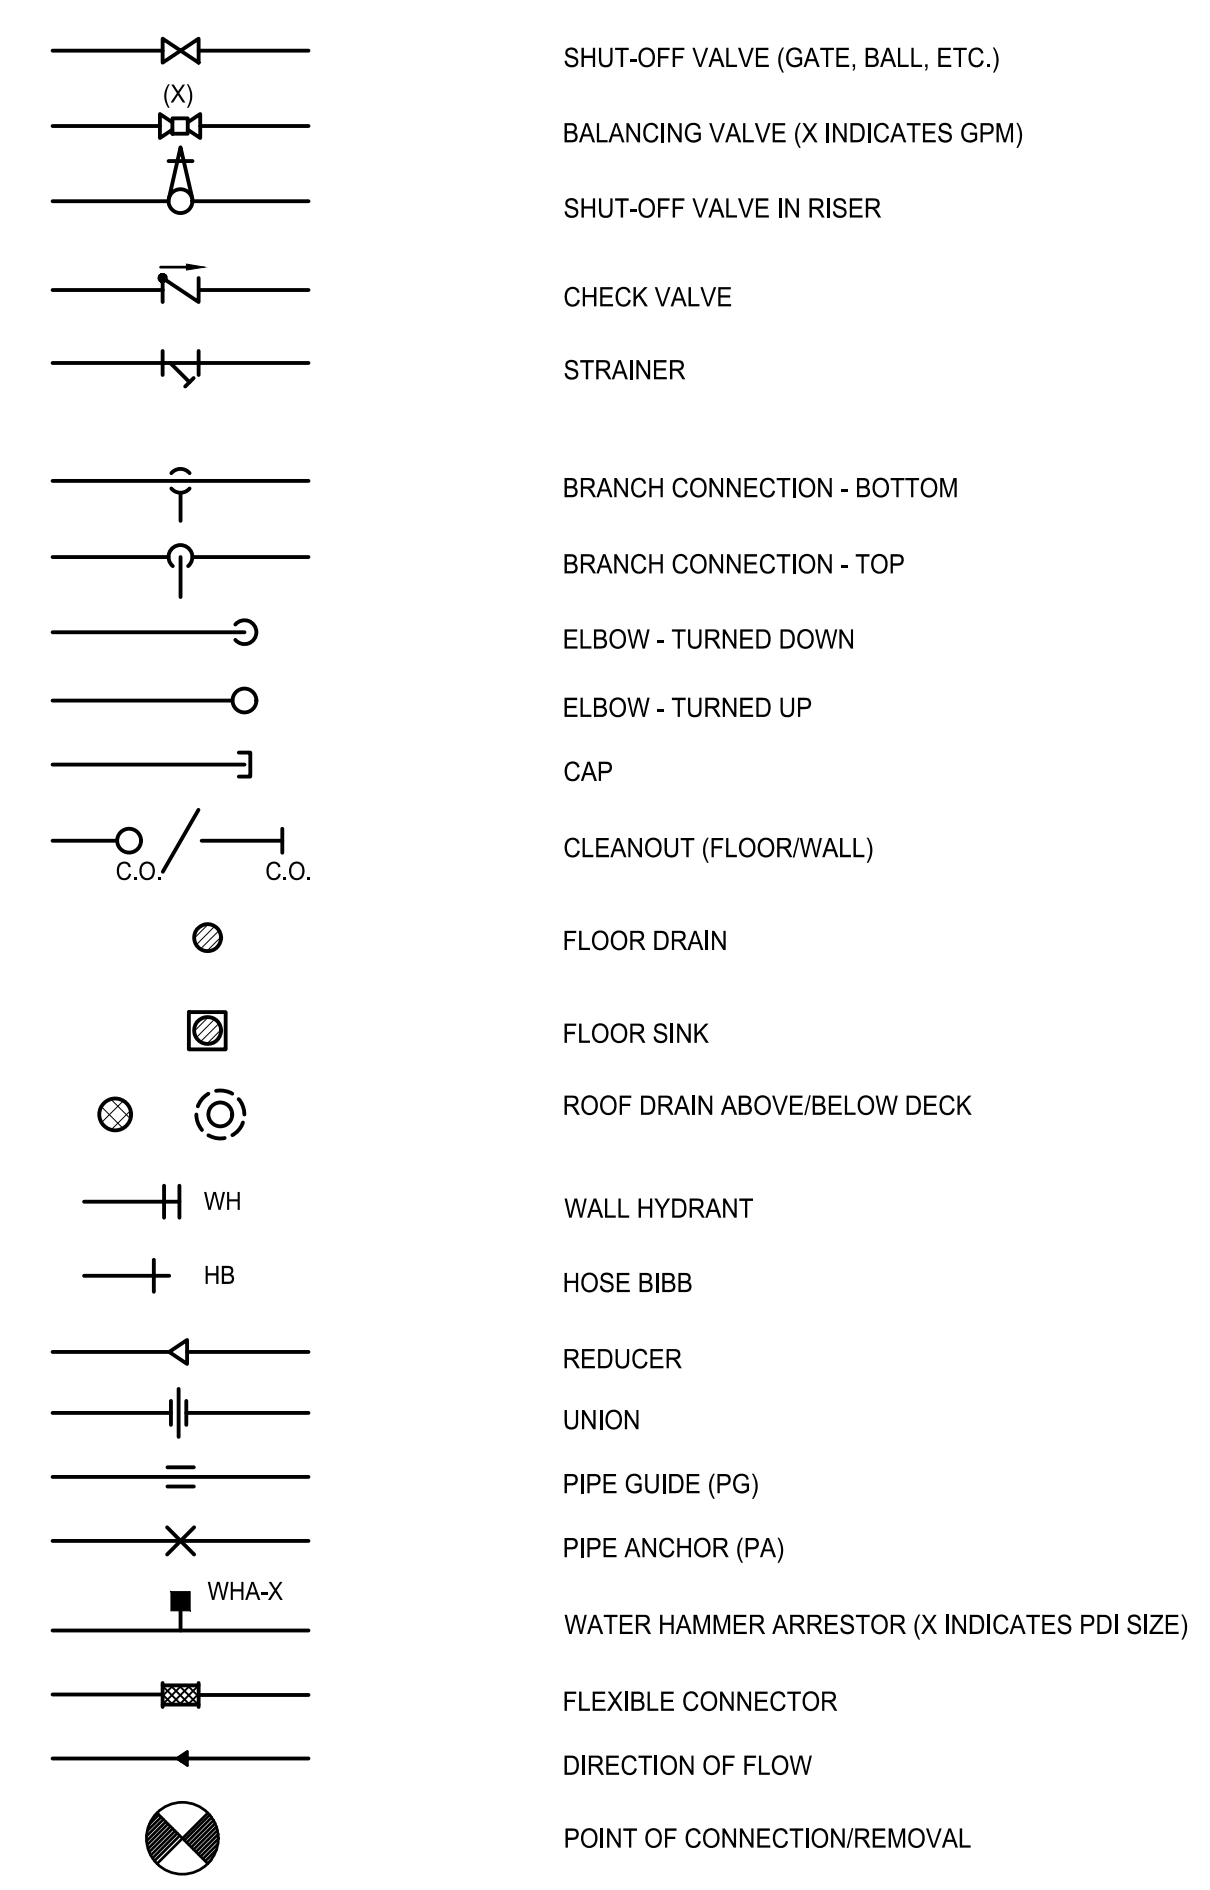 SHUT-OFF VALVE (GATE, BALL, ETC.)
(X)
BALANCING VALVE (X INDICATES GPM)
SHUT-OFF VALVE IN RISER
CHECK VALVE
STRAINER
BRANCH CONNECTION - BOTTOM
BRANCH CONNECTION - TOP
ELBOW - TURNED DOWN
ELBOW - TURNED UP
CAP
CLEANOUT (FLOOR/WALL)
C.O. C.O.
FLOOR DRAIN
FLOOR SINK
ROOF DRAIN ABOVE/BELOW DECK
WH WALL HYDRANT
HB HOSE BIBB
REDUCER
UNION
PIPE GUIDE (PG)
PIPE ANCHOR (PA)
WHA-X
WATER HAMMER ARRESTOR (X INDICATES PDI SIZE)
FLEXIBLE CONNECTOR
DIRECTION OF FLOW
POINT OF CONNECTION/REMOVAL